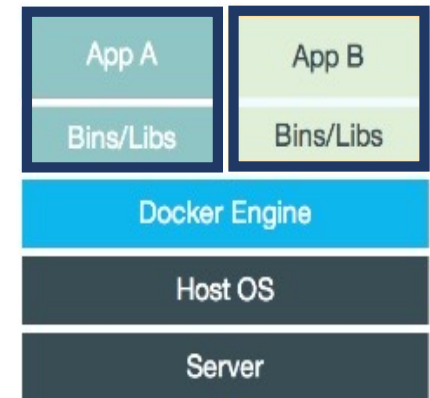 App A
App B
Bins/Libs
Bins/Libs
Docker Engine
Host OS
Server